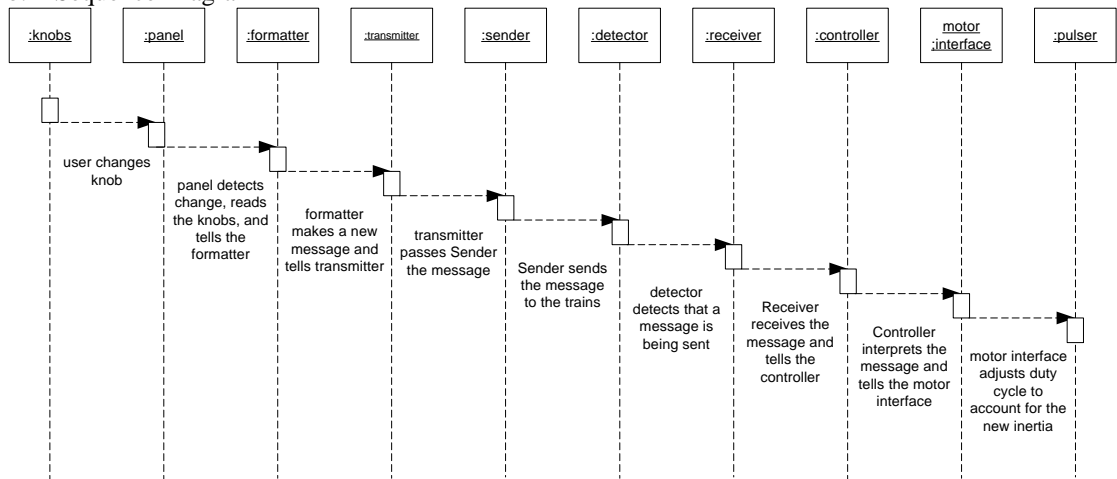 :knobs
:panel
:formatter
:transmitter
:sender
:detector
:receiver
:controller
motor
:interface
:pulser
user changes
knob
panel detects
change, reads
the knobs, and
tells the
formatter
formatter
makes a new
message and
tells transmitter
transmitter
passes Sender
the message
Sender sends
the message
to the trains
detector
detects that a
message is
being sent
Receiver
receives the
message and
tells the
controller
Controller
interprets the
message and
tells the motor
interface
motor interface
adjusts duty
cycle to
account for the
new inertia